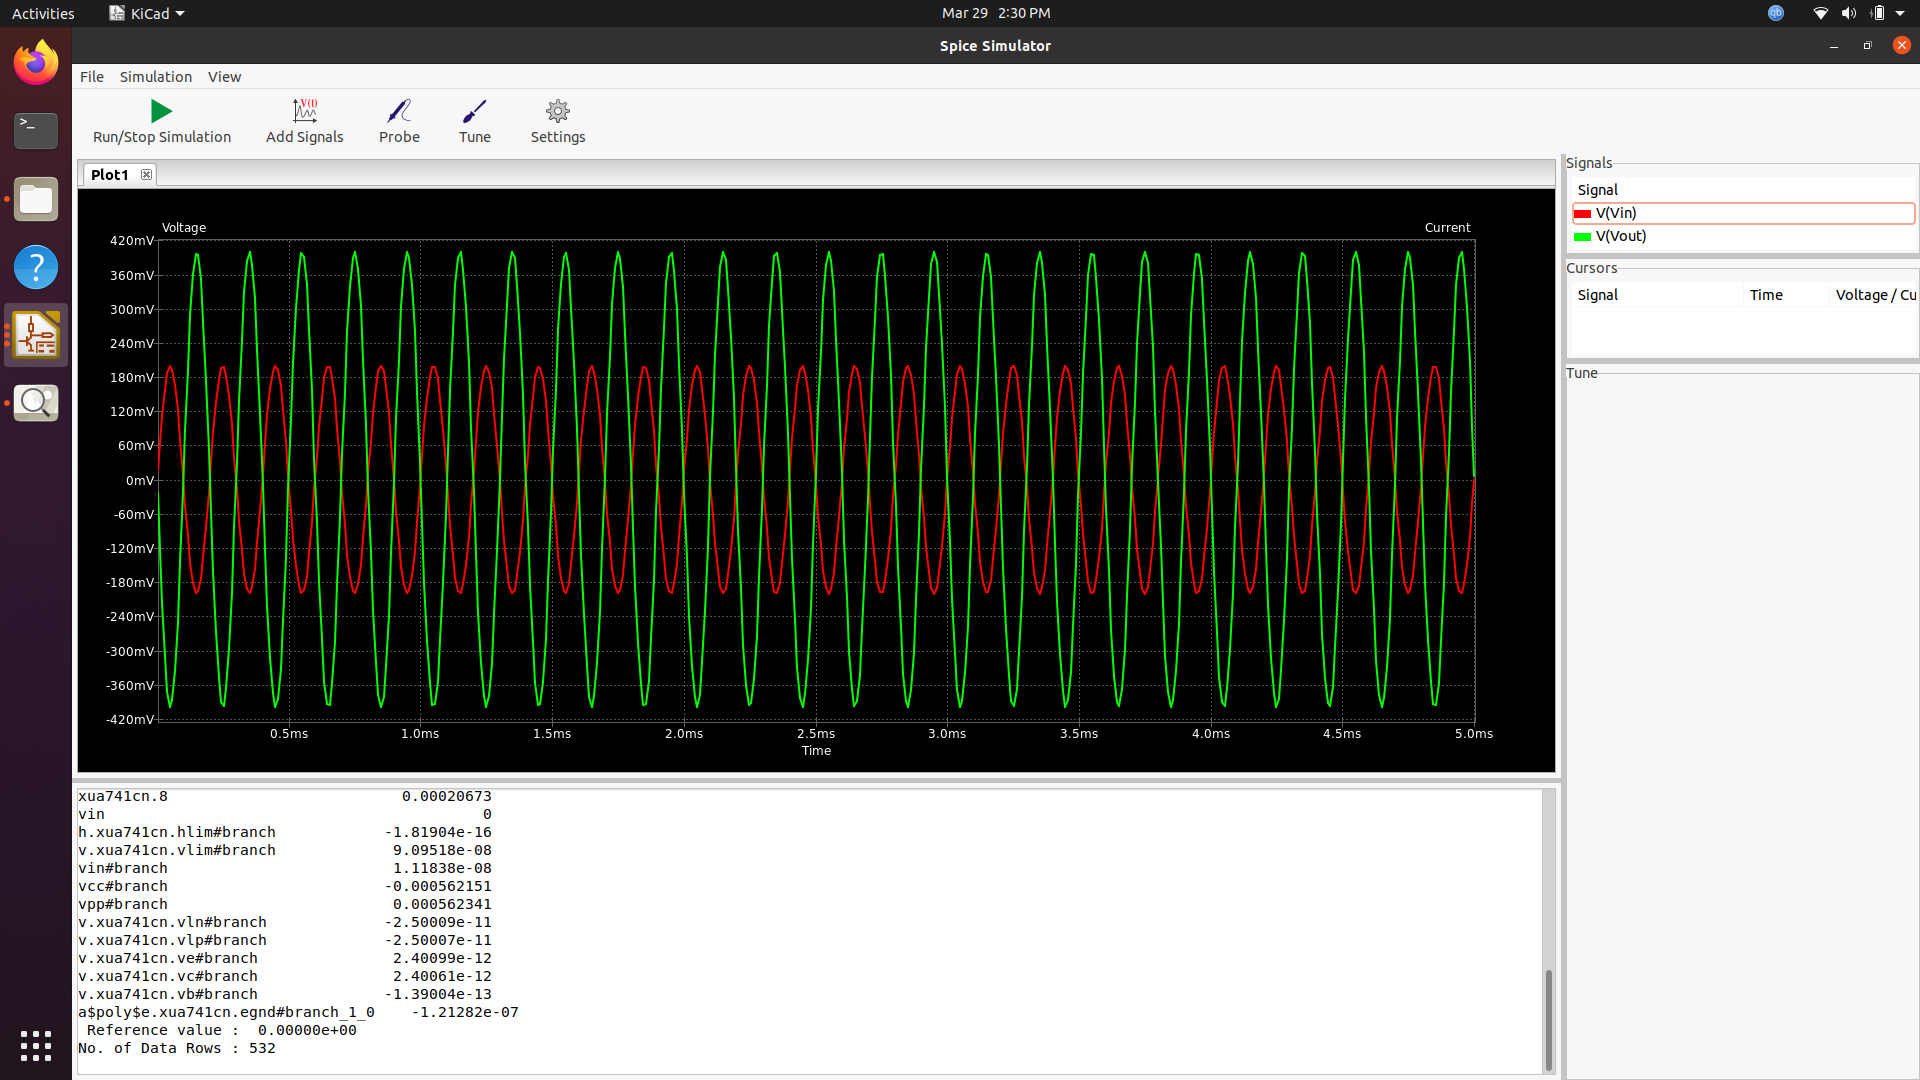 Activities KiCad Mar 29 2:30 PM qb
Spice Simulator
File Simulation View
Run/Stop Simulation Add Signals Probe Tune Settings
Plot1
Voltage Current
420mV
360mV
300mV
240mV
180mV
120mV
60mV
0mV
-60mV
-120mV
-180mV
-240mV
-300mV
-360mV
-420mV
0.5ms 1.0ms 1.5ms 2.0ms 2.5ms 3.0ms 3.5ms 4.0ms 4.5ms 5.0ms
Time
Signals
Signal
V(Vin)
V(Vout)
Cursors
Signal Time Voltage / Cu
Tune
xua741cn.8 0.00020673
vin 0
h.xua741cn.hlim#branch -1.81904e-16
v.xua741cn.vlim#branch 9.09518e-08
vin#branch 1.11838e-08
vcc#branch -0.000562151
vpp#branch 0.000562341
v.xua741cn.vln#branch -2.50009e-11
v.xua741cn.vlp#branch -2.50007e-11
v.xua741cn.ve#branch 2.40099e-12
v.xua741cn.vc#branch 2.40061e-12
v.xua741cn.vb#branch -1.39004e-13
a$poly$e.xua741cn.egnd#branch_1_0 -1.21282e-07
Reference value : 0.00000e+00
No. of Data Rows : 532